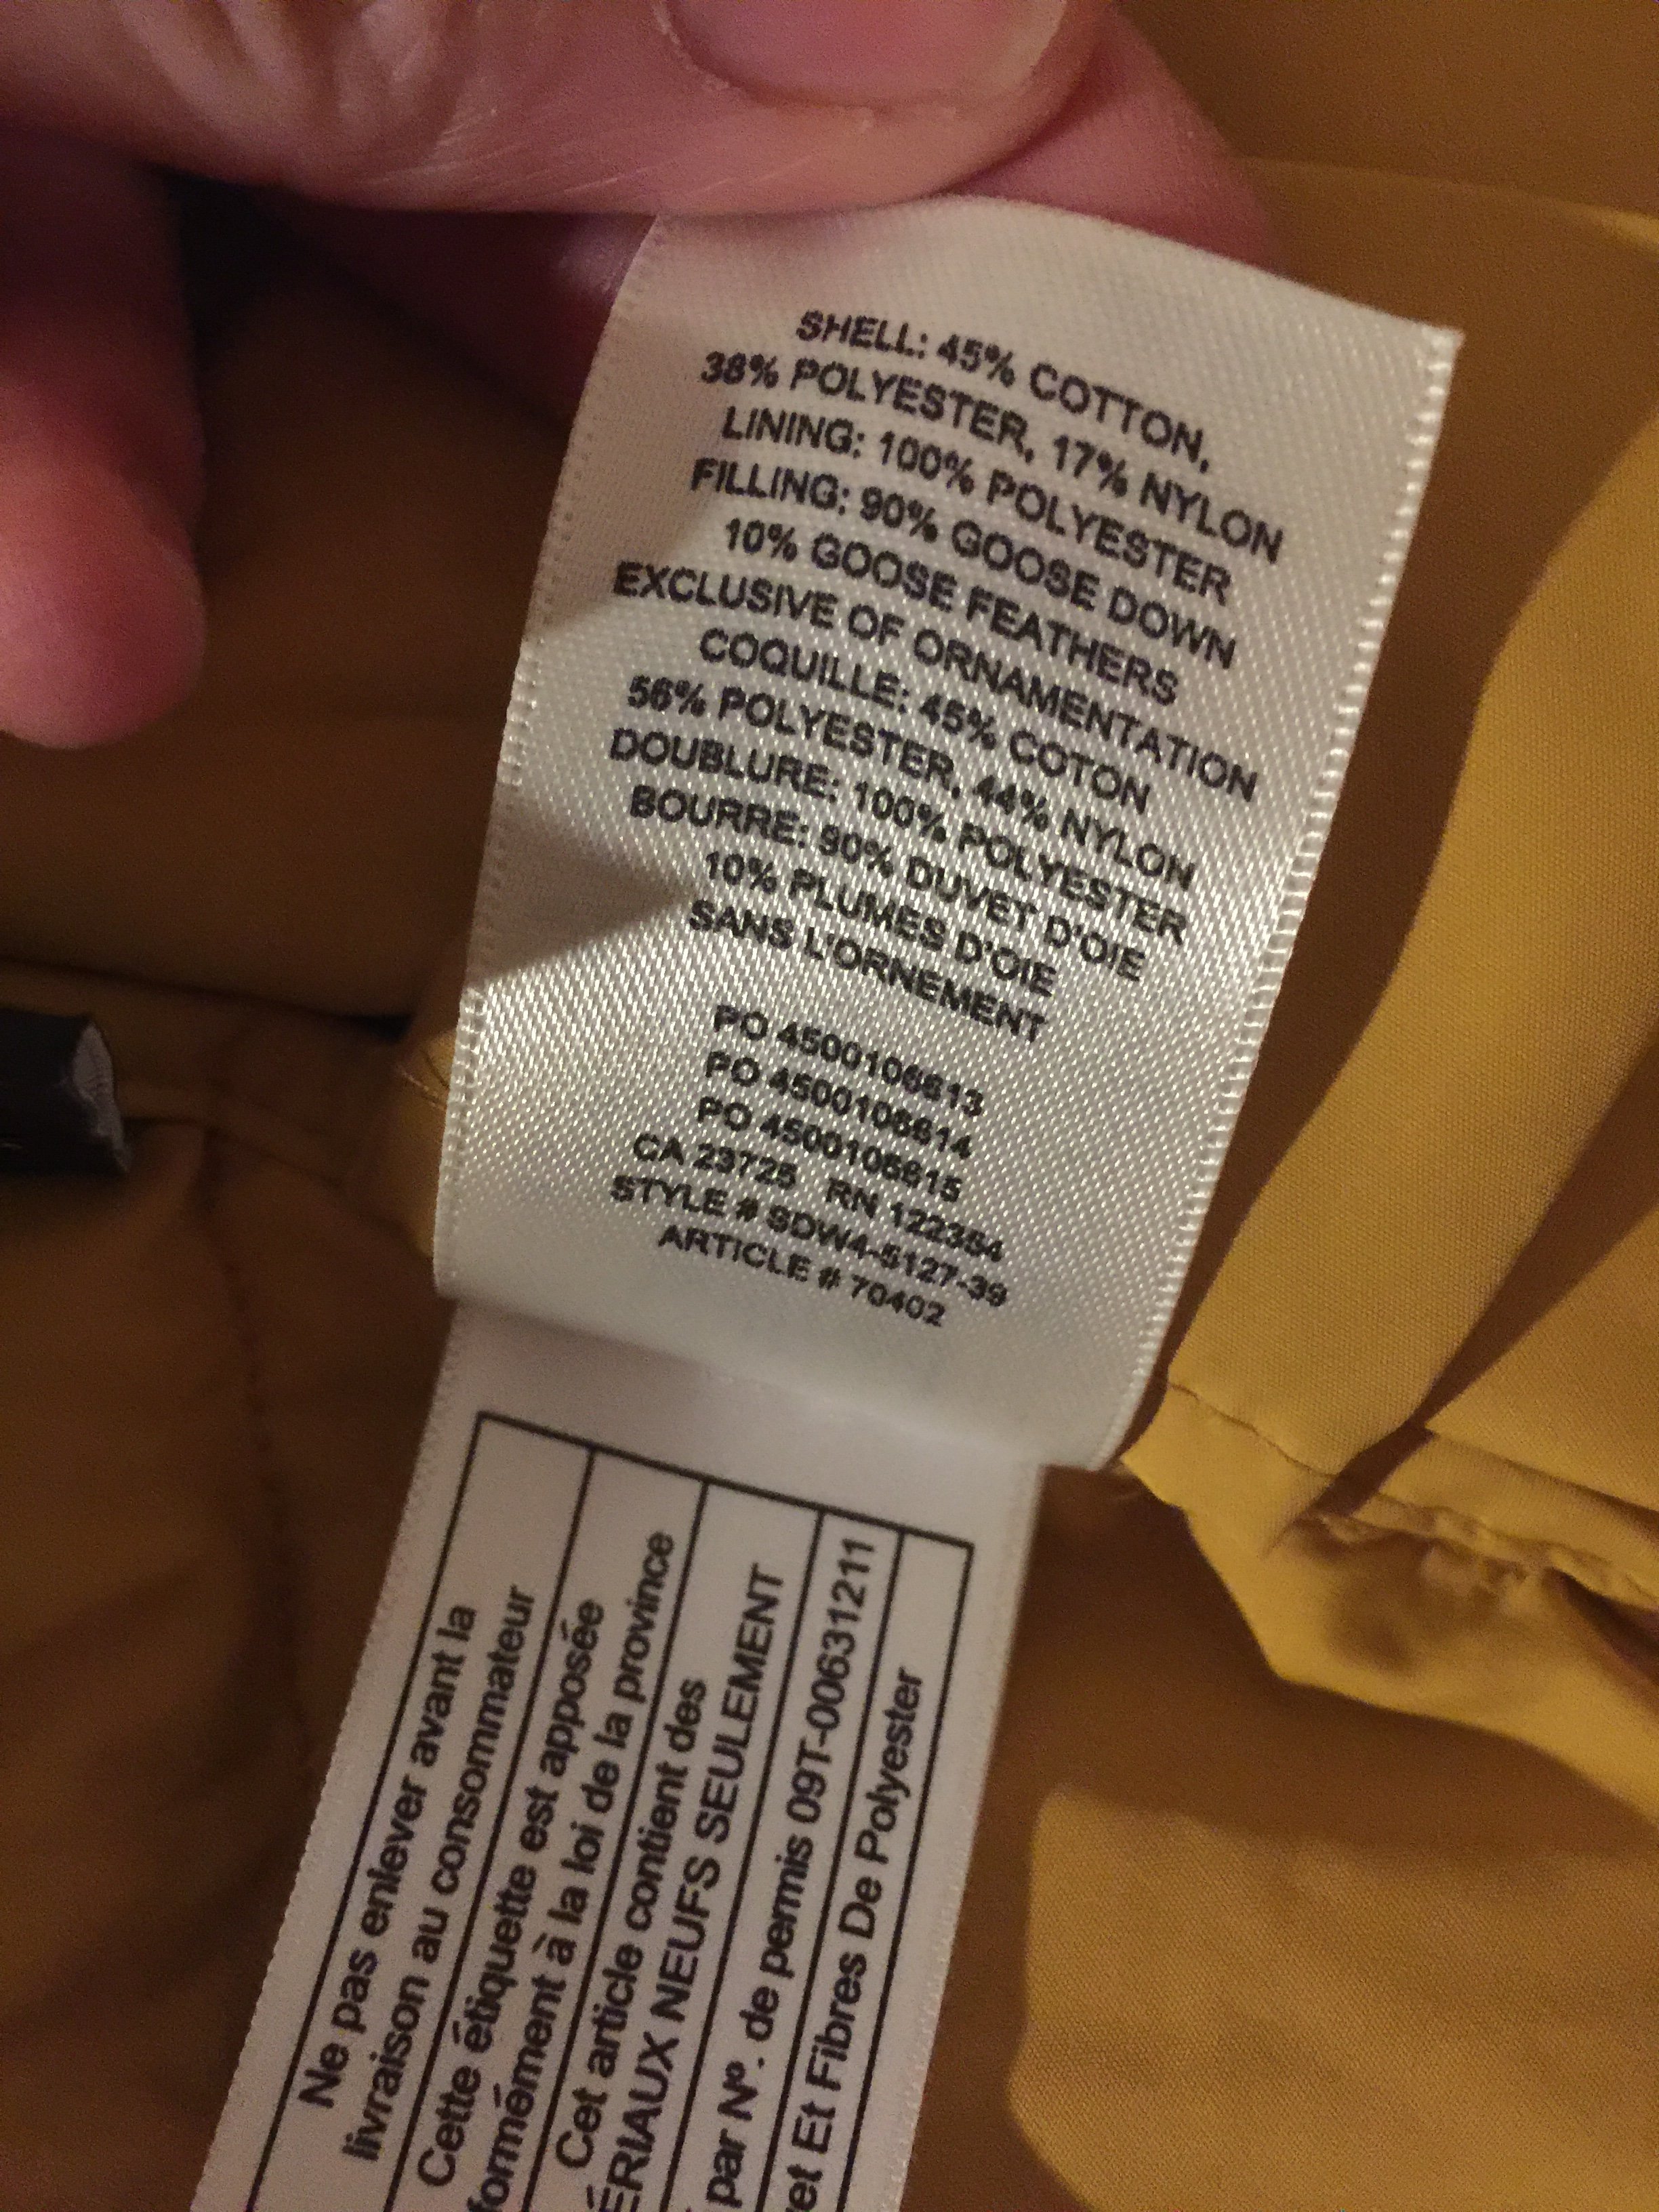 SHELL: 45% COTTON,
38% POLYESTER, 17% NYLON
LINING: 100% POLYESTER
FILLING: 90% GOOSE DOWN
10% GOOSE FEATHERS
EXCLUSIVE OF ORNAMENTATION
COQUILLE: 45% COTON
56% POLYESTER, 44% NYLON
DOUBLURE: 100% POLYESTER
BOURRE: 90% DUVET D'OIE
10% PLUMES D'OIE
SANS L'ORNEMENT
PO 4500106613
PO 4500106614
PO 4500106615
CA 23725 RN 122354
STYLE # SDW4-5127-39
ARTICLE # 70402
Ne pas enlever avant la
livraison au consommateur
Cette étiquette est apposée
formément à la loi de la province
Cet article contient des
ÉRIAUX NEUFS SEULEMENT
par Nº. de permis 09T-00631211
et Et Fibres De Polyester